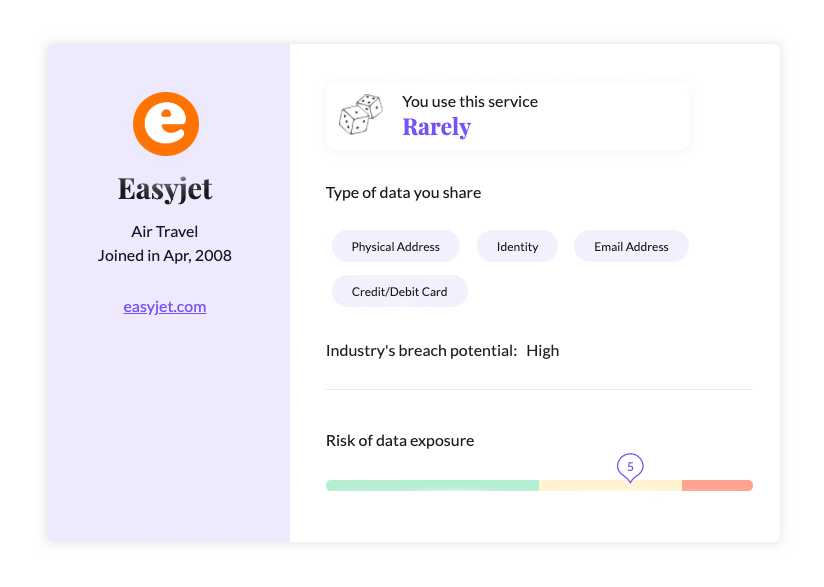 e
Easyjet
Air Travel
Joined in Apr, 2008
easyjet.com
You use this service
Rarely
Type of data you share
Physical Address
Identity
Email Address
Credit/Debit Card
Industry's breach potential: High
Risk of data exposure
5